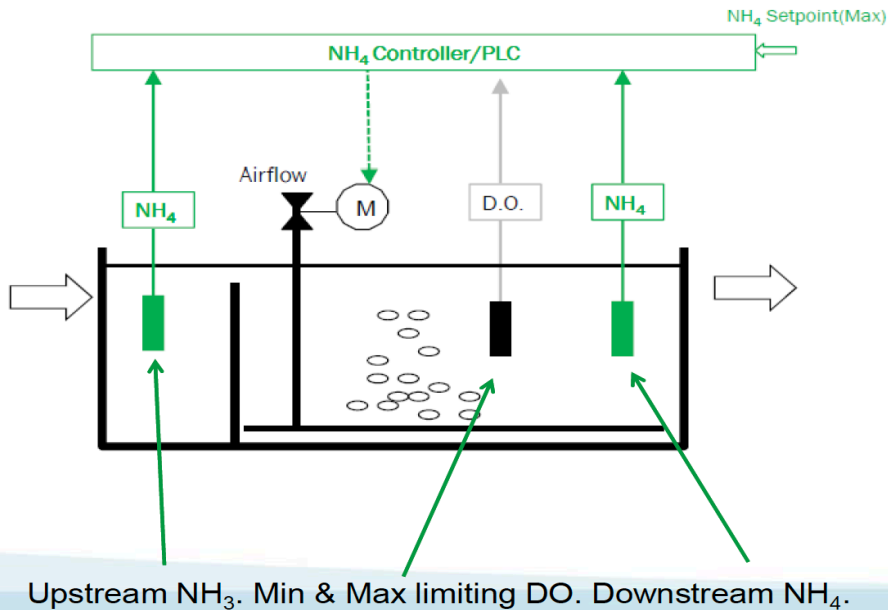 NH₄ Setpoint(Max)
NH₄ Controller/PLC
Airflow
NH₄
M
D.O.
NH₄
Upstream NH₃. Min & Max limiting DO. Downstream NH₄.